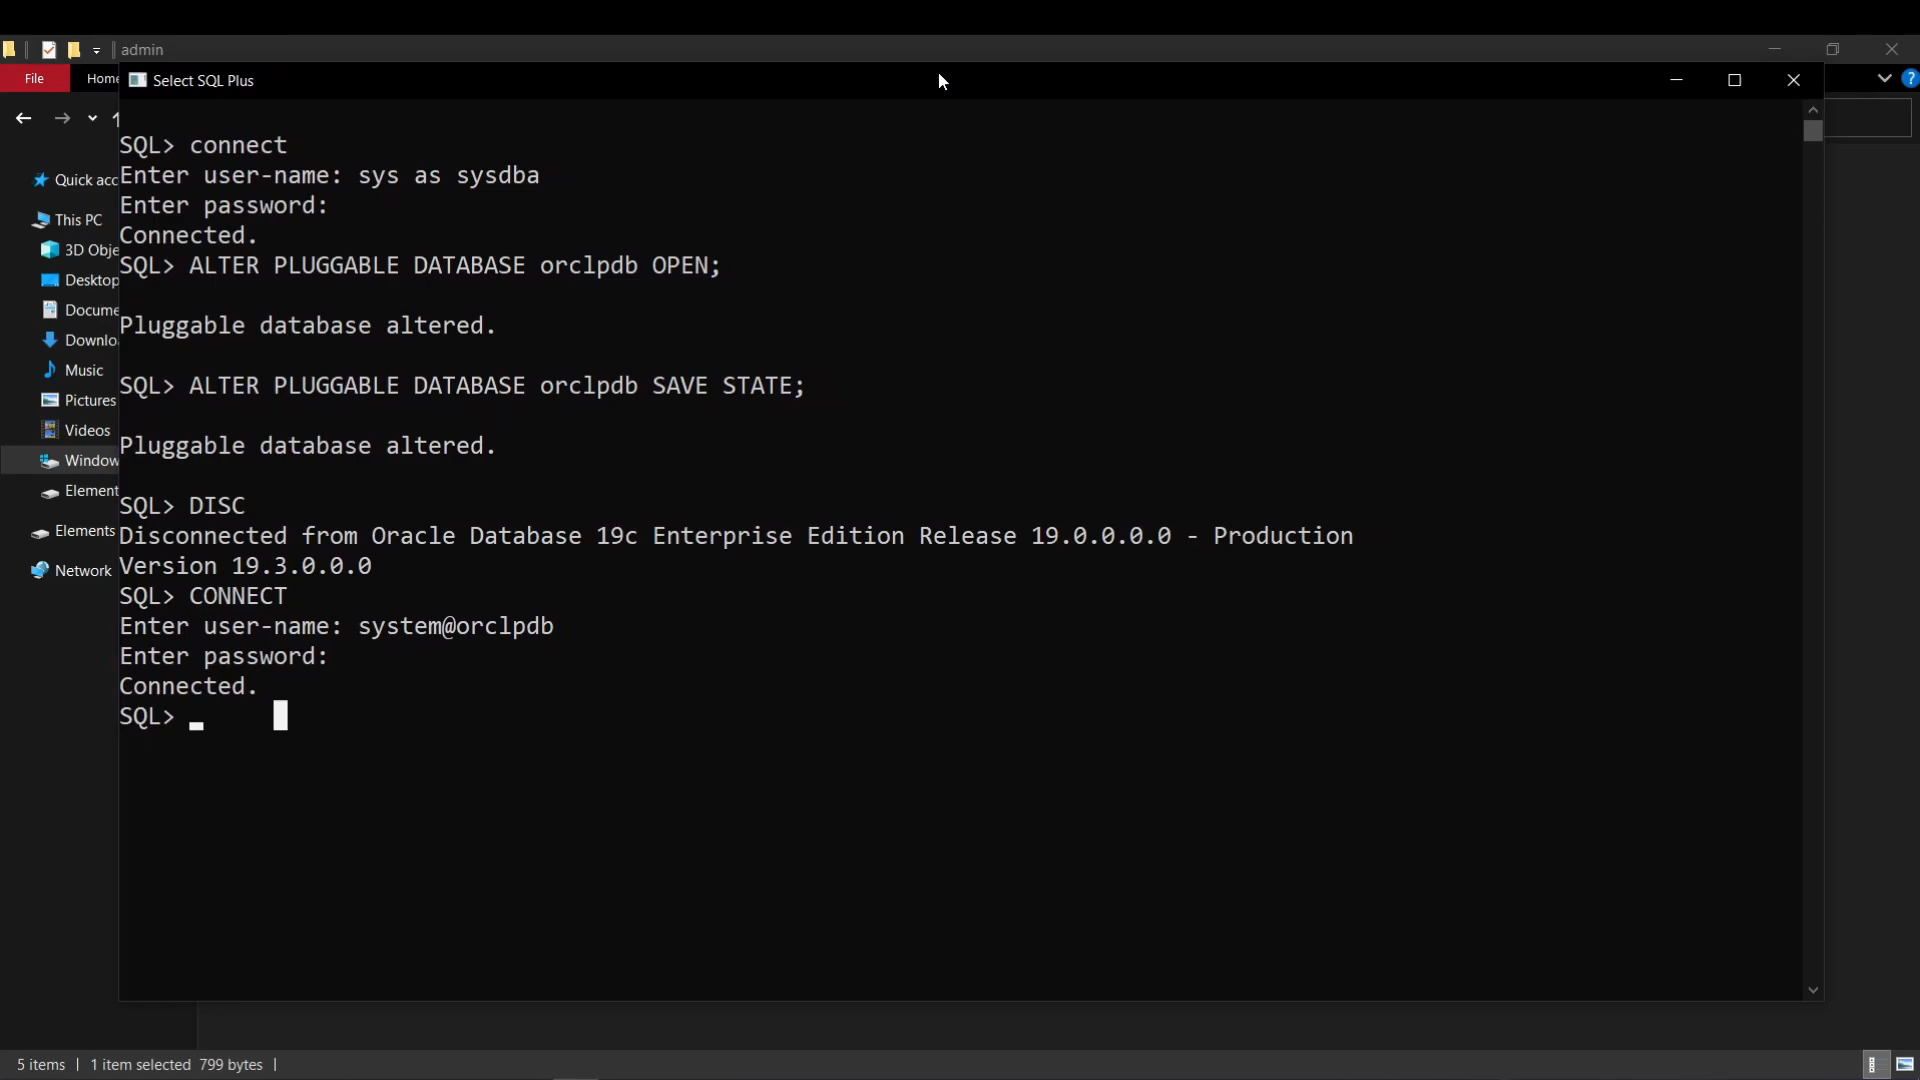 admin
File
Home
Select SQL Plus
Quick acc
This PC
3D Obje
Desktop
Docume
Downlo
Music
Pictures
Videos
Window
Element
Elements
Network
SQL> connect
Enter user-name: sys as sysdba
Enter password:
Connected.
SQL> ALTER PLUGGABLE DATABASE orclpdb OPEN;
Pluggable database altered.
SQL> ALTER PLUGGABLE DATABASE orclpdb SAVE STATE;
Pluggable database altered.
SQL> DISC
Disconnected from Oracle Database 19c Enterprise Edition Release 19.0.0.0.0 - Production
Version 19.3.0.0.0
SQL> CONNECT
Enter user-name: system@orclpdb
Enter password:
Connected.
SQL>
5 items
1 item selected 799 bytes